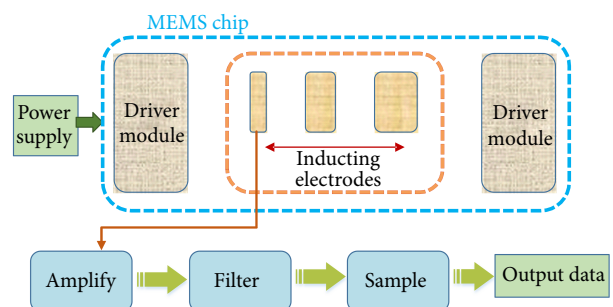 MEMS chip
Power
supply
Driver
module
Inducting
electrodes
Driver
module
Amplify
Filter
Sample
Output data